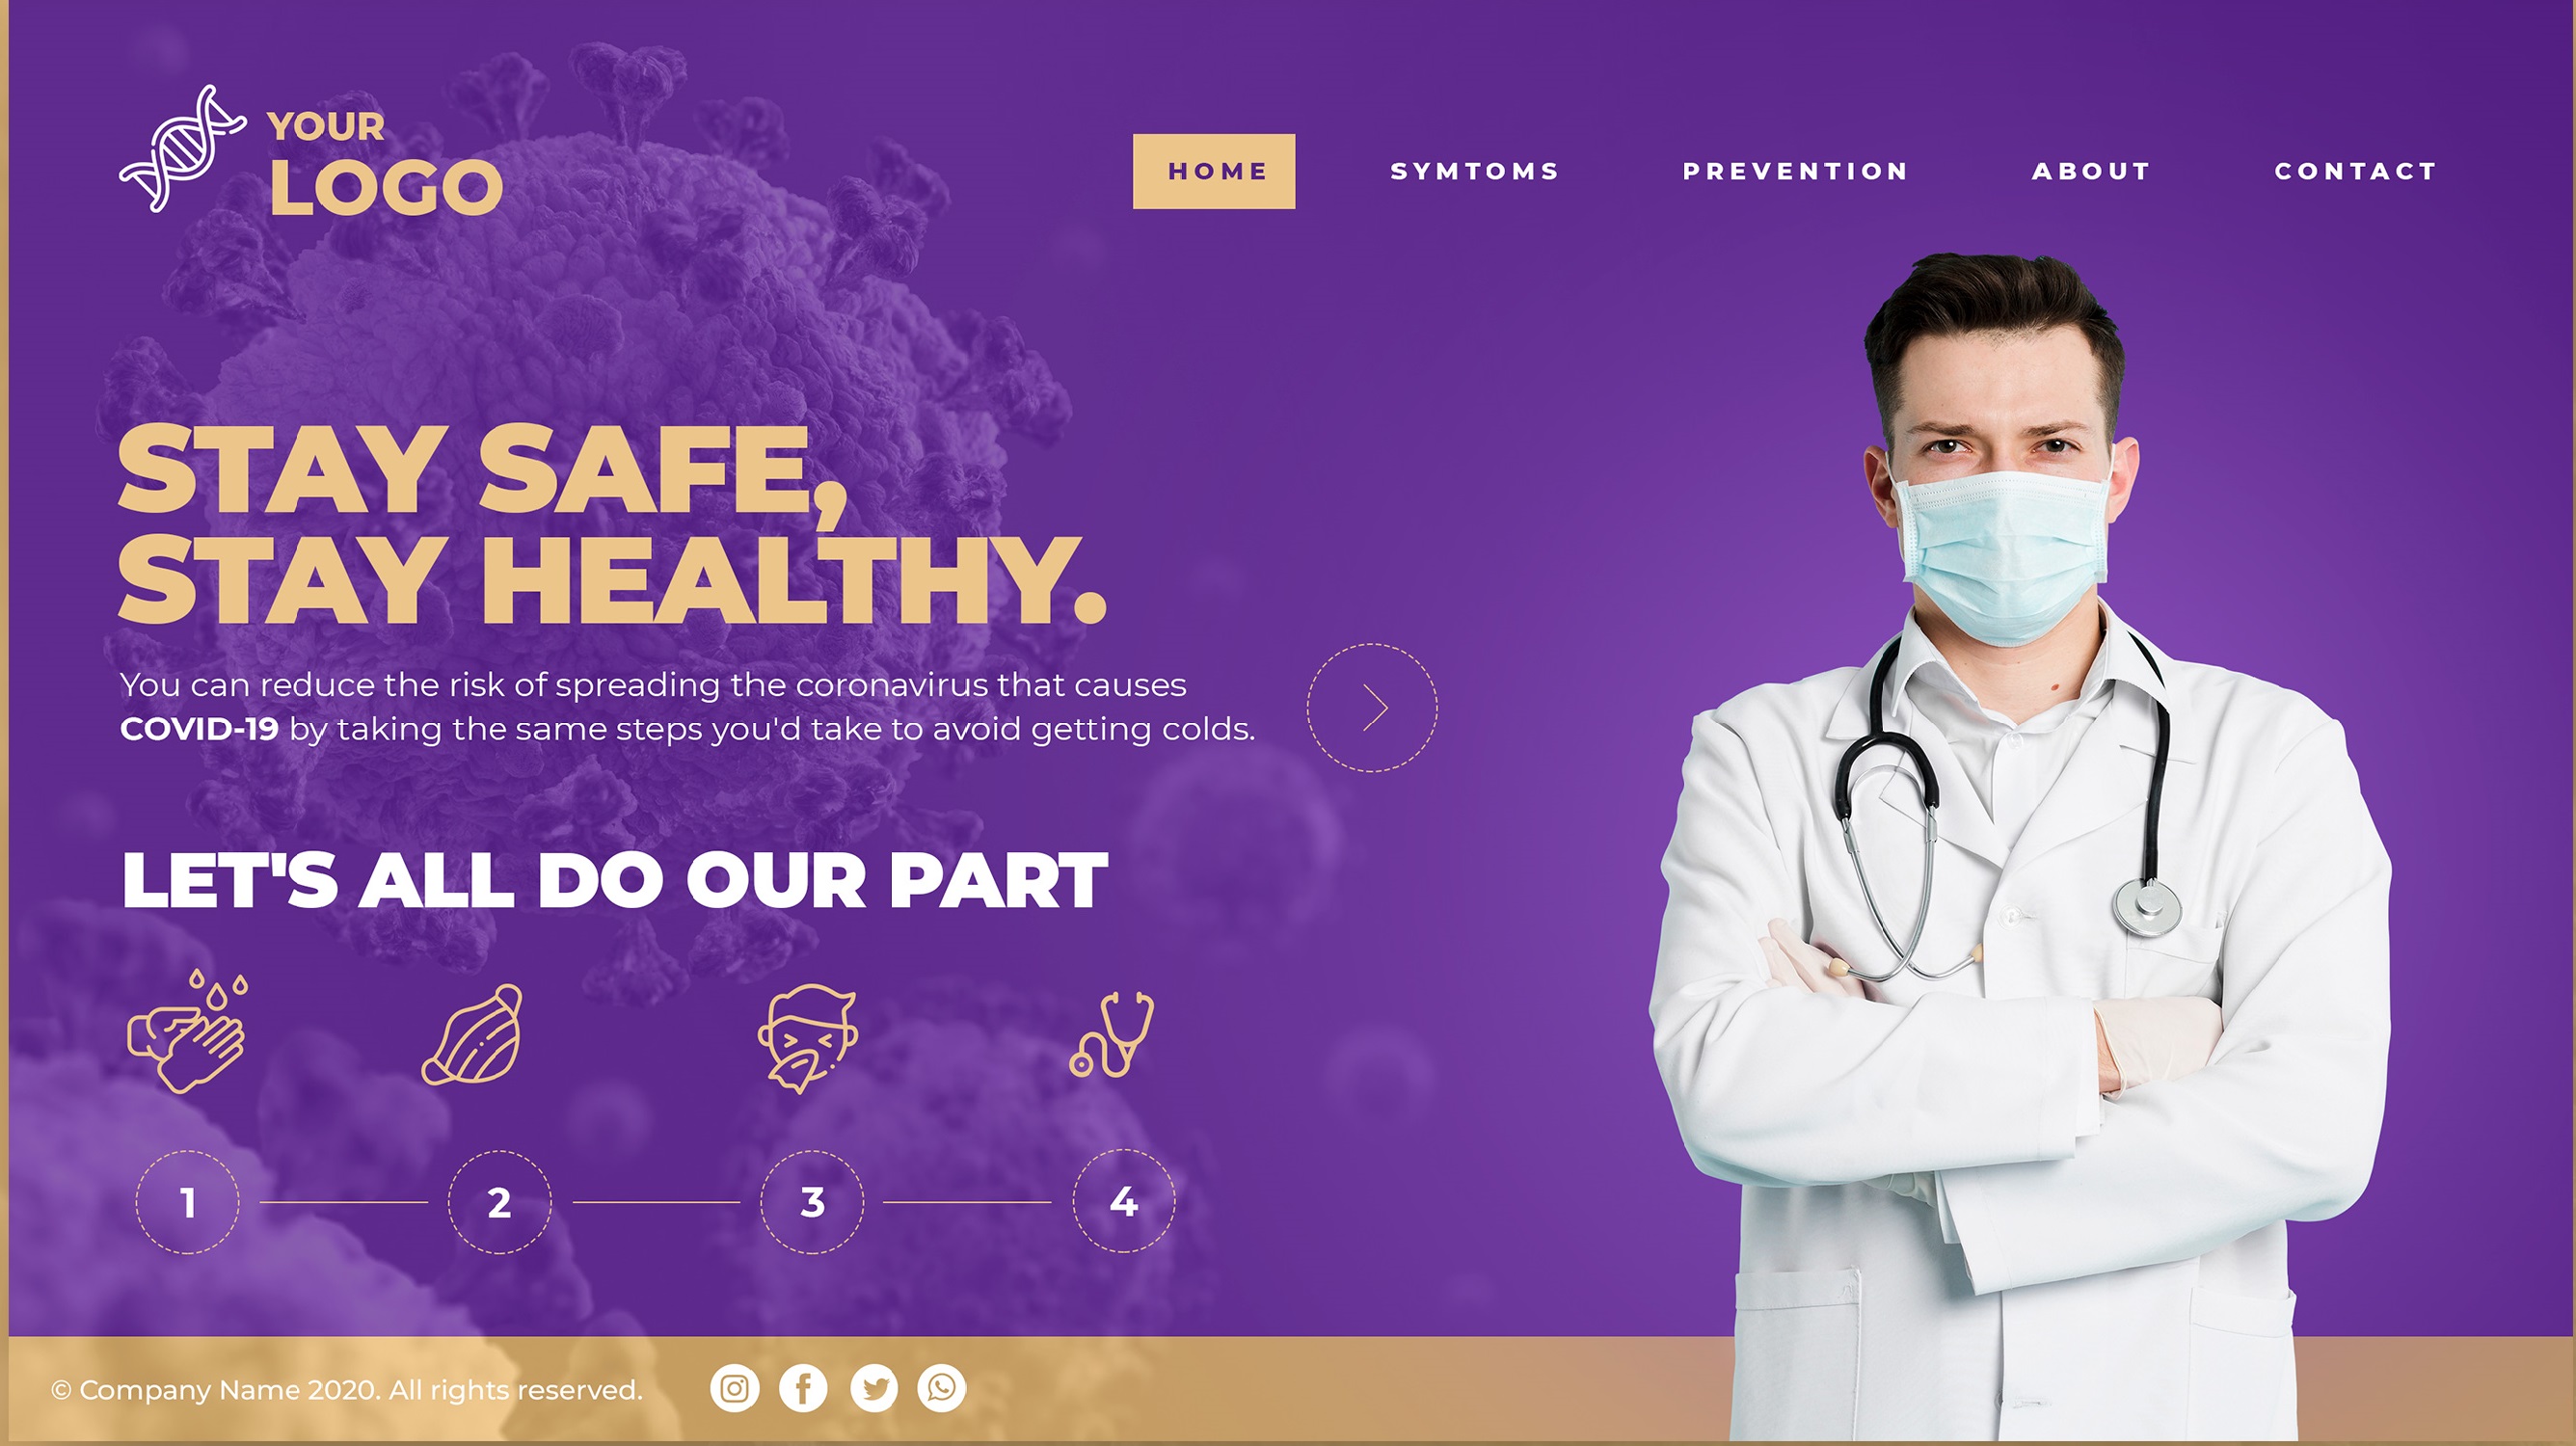 YOUR
LOGO
HOME
SYMTOMS
PREVENTION
ABOUT
CONTACT
STAY SAFE,
STAY HEALTHY.
You can reduce the risk of spreading the coronavirus that causes
COVID-19 by taking the same steps you'd take to avoid getting colds.
LET'S ALL DO OUR PART
1
2
3
4
© Company Name 2020. All rights reserved.